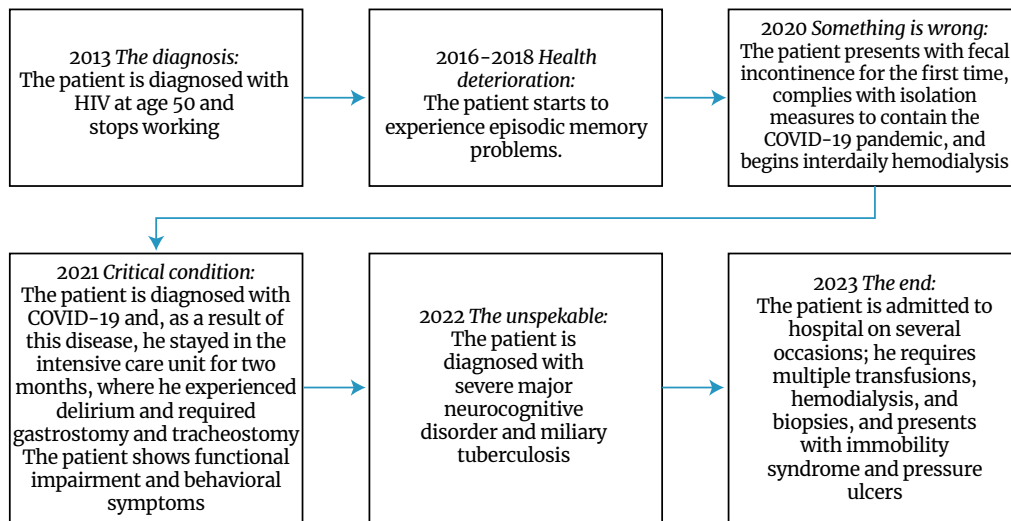 2013 The diagnosis:
The patient is diagnosed with
HIV at age 50 and
stops working
2016-2018 Health
deterioration:
The patient starts to
experience episodic memory
problems.
2020 Something is wrong:
The patient presents with fecal
incontinence for the first time,
complies with isolation
measures to contain the
COVID-19 pandemic, and
begins interdaily hemodialysis
2021 Critical condition:
The patient is diagnosed with
COVID-19 and, as a result of
this disease, he stayed in the
intensive care unit for two
months, where he experienced
delirium and required
gastrostomy and tracheostomy
The patient shows functional
impairment and behavioral
symptoms
2022 The unspekable:
The patient is
diagnosed with
severe major
neurocognitive
disorder and miliary
tuberculosis
2023 The end:
The patient is admitted to
hospital on several
occasions; he requires
multiple transfusions,
hemodialysis, and
biopsies, and presents
with immobility
syndrome and pressure
ulcers